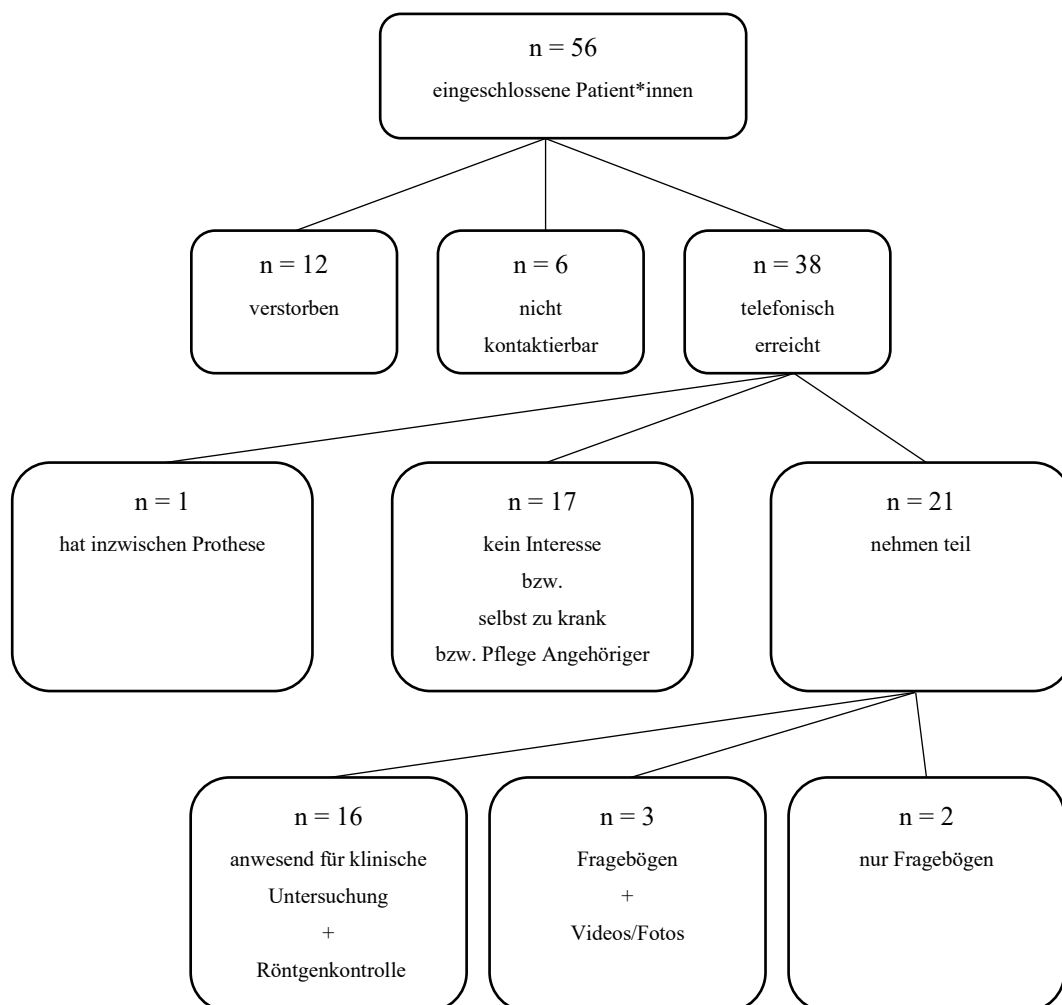 n = 56
eingeschlossene Patient*innen
n = 12
verstorben
n = 6
nicht
kontaktierbar
n = 38
telefonisch
erreicht
n = 1
hat inzwischen Prothese
n = 17
kein Interesse
bzw.
selbst zu krank
bzw. Pflege Angehöriger
n = 21
nehmen teil
n = 16
anwesend für klinische
Untersuchung
+
Röntgenkontrolle
n = 3
Fragebögen
+
Videos/Fotos
n = 2
nur Fragebögen